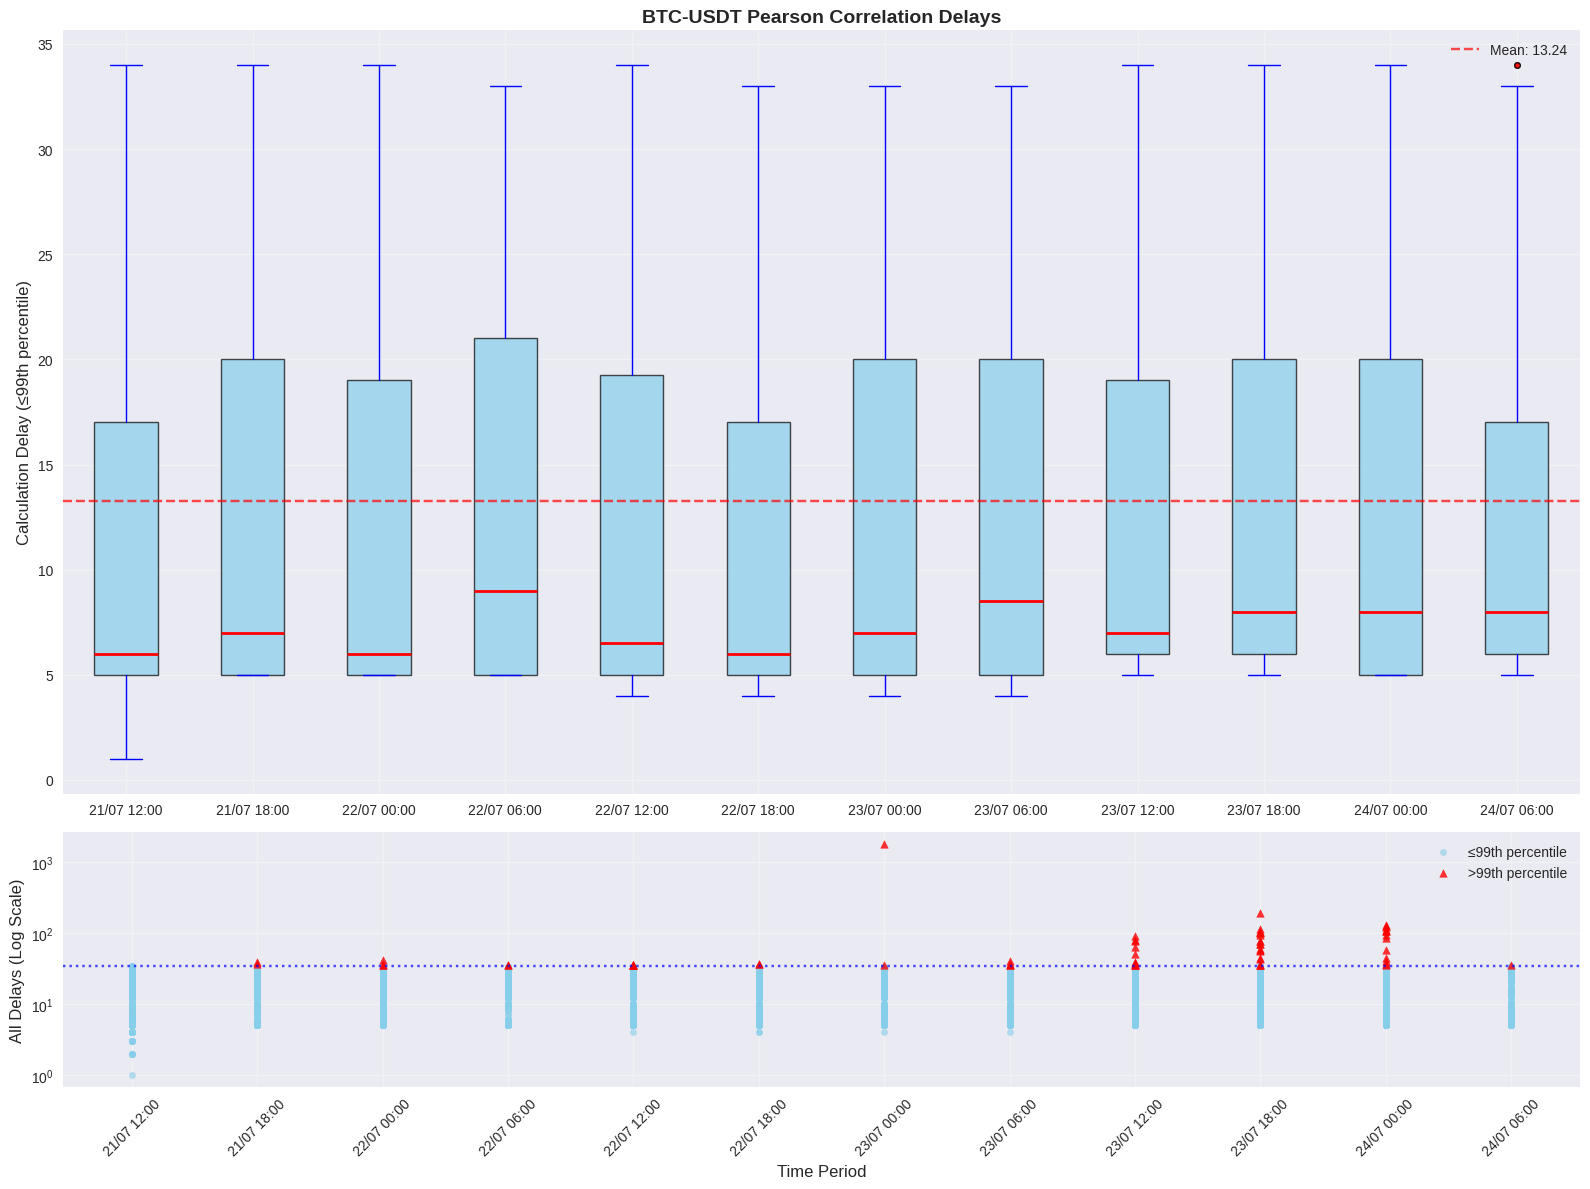 BTC-USDT Pearson Correlation Delays
Mean: 13.24
Calculation Delay (≤99th percentile)
35
30
25
20
15
10
5
0
21/07 12:00 21/07 18:00 22/07 00:00 22/07 06:00 22/07 12:00 22/07 18:00 23/07 00:00 23/07 06:00 23/07 12:00 23/07 18:00 24/07 00:00 24/07 06:00
≤99th percentile
>99th percentile
All Delays (Log Scale)
10³
10²
10¹
10⁰
21/07 12:00 21/07 18:00 22/07 00:00 22/07 06:00 22/07 12:00 22/07 18:00 23/07 00:00 23/07 06:00 23/07 12:00 23/07 18:00 24/07 00:00 24/07 06:00
Time Period